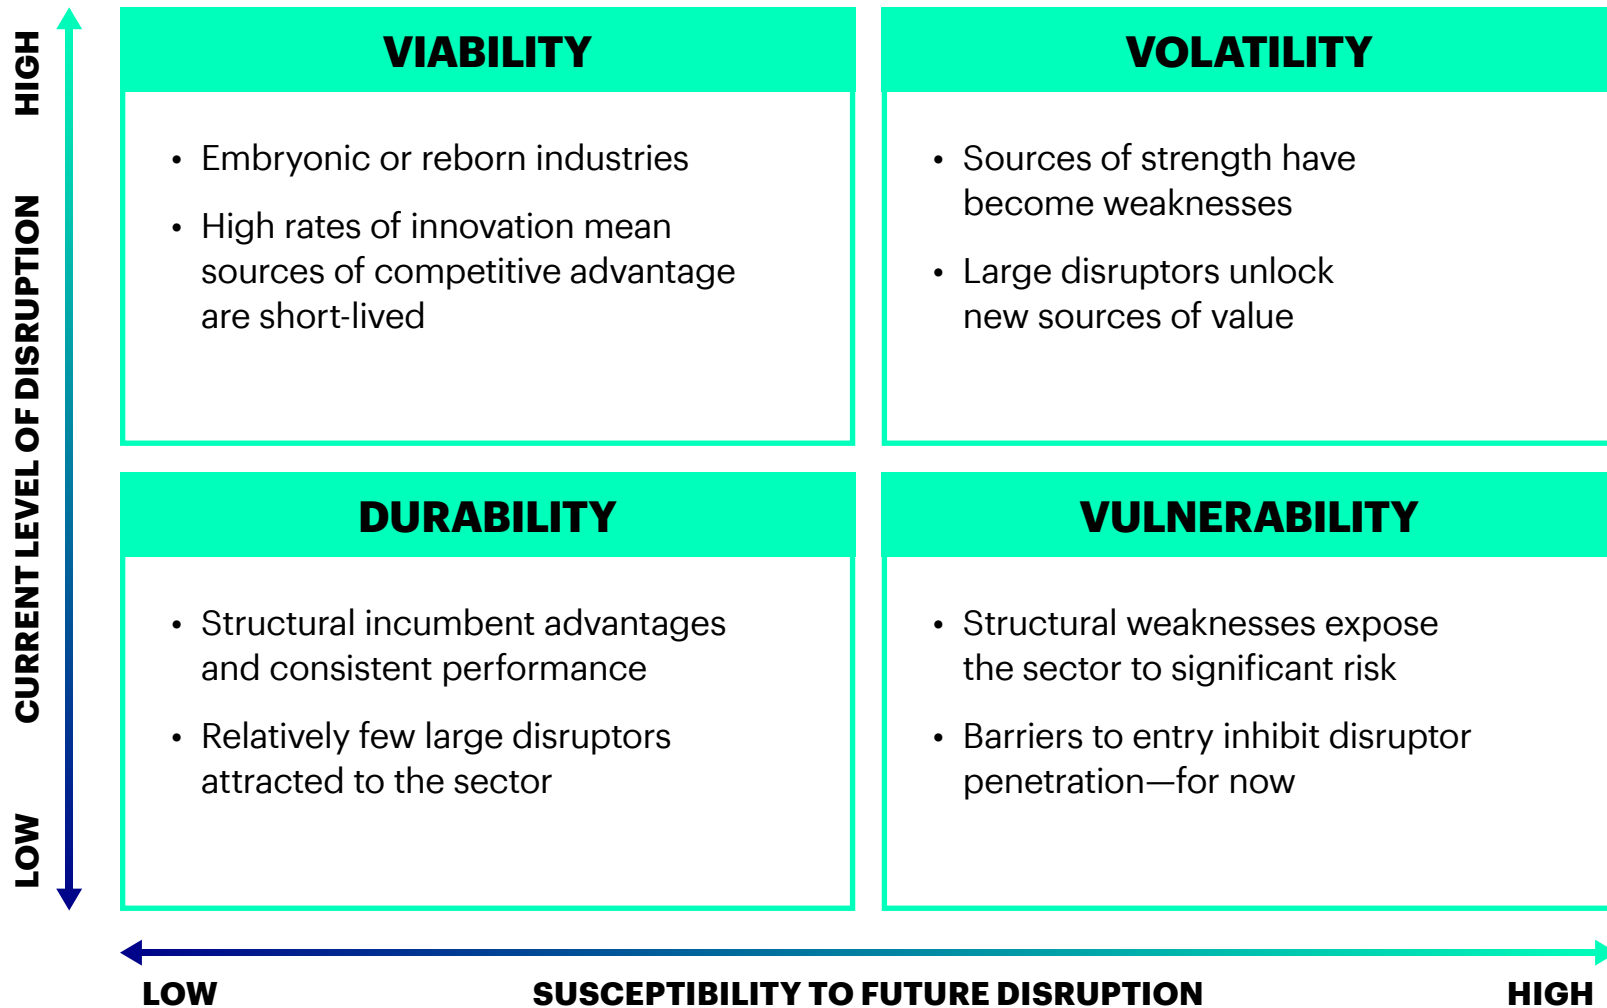 HIGH
CURRENT LEVEL OF DISRUPTION
LOW
VIABILITY
• Embryonic or reborn industries
• High rates of innovation mean
sources of competitive advantage
are short-lived
VOLATILITY
• Sources of strength have
become weaknesses
• Large disruptors unlock
new sources of value
DURABILITY
• Structural incumbent advantages
and consistent performance
• Relatively few large disruptors
attracted to the sector
VULNERABILITY
• Structural weaknesses expose
the sector to significant risk
• Barriers to entry inhibit disruptor
penetration—for now
LOW
SUSCEPTIBILITY TO FUTURE DISRUPTION
HIGH